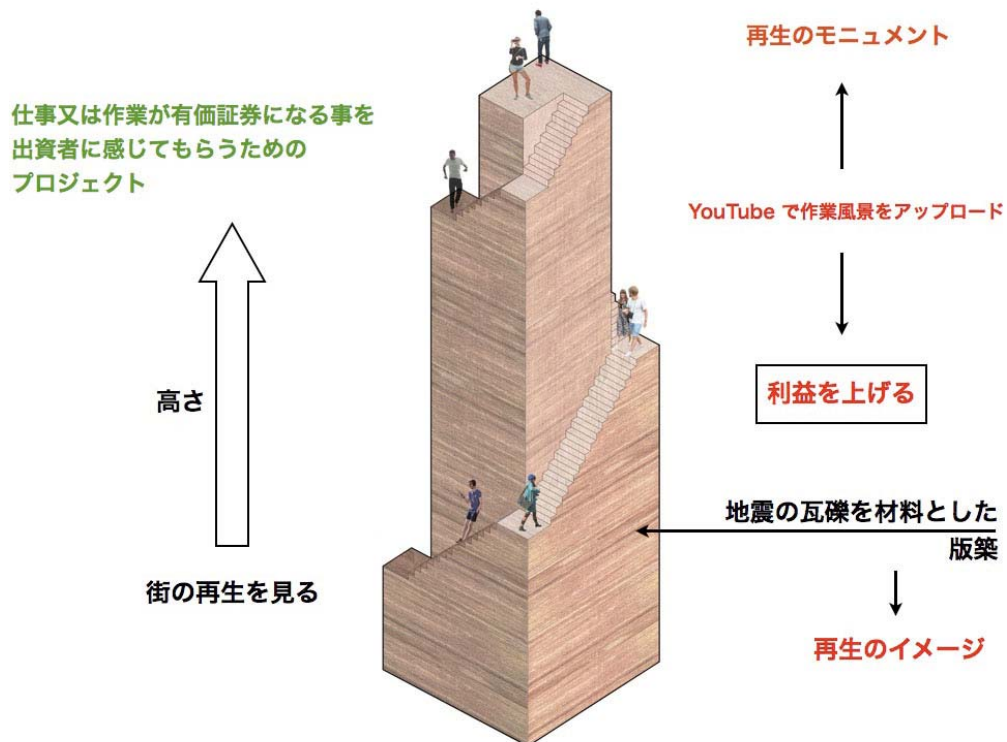 再生のモニュメント
仕事又は作業が有価証券になる事を
出資者に感じてもらうための
プロジェクト
YouTube で作業風景をアップロード
高さ
利益を上げる
地震の瓦礫を材料とした
版築
街の再生を見る
再生のイメージ